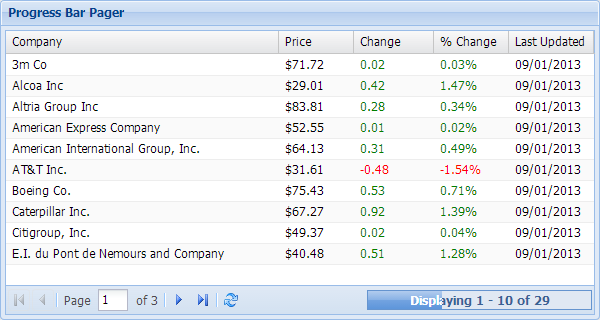 Progress Bar Pager
Company Price Change % Change Last Updated
3m Co $71.72 0.02 0.03% 09/01/2013
Alcoa Inc $29.01 0.42 1.47% 09/01/2013
Altria Group Inc $83.81 0.28 0.34% 09/01/2013
American Express Company $52.55 0.01 0.02% 09/01/2013
American International Group, Inc. $64.13 0.31 0.49% 09/01/2013
AT&T Inc. $31.61 -0.48 -1.54% 09/01/2013
Boeing Co. $75.43 0.53 0.71% 09/01/2013
Caterpillar Inc. $67.27 0.92 1.39% 09/01/2013
Citigroup, Inc. $49.37 0.02 0.04% 09/01/2013
E.I. du Pont de Nemours and Company $40.48 0.51 1.28% 09/01/2013
Page 1 of 3 Displaying 1 - 10 of 29